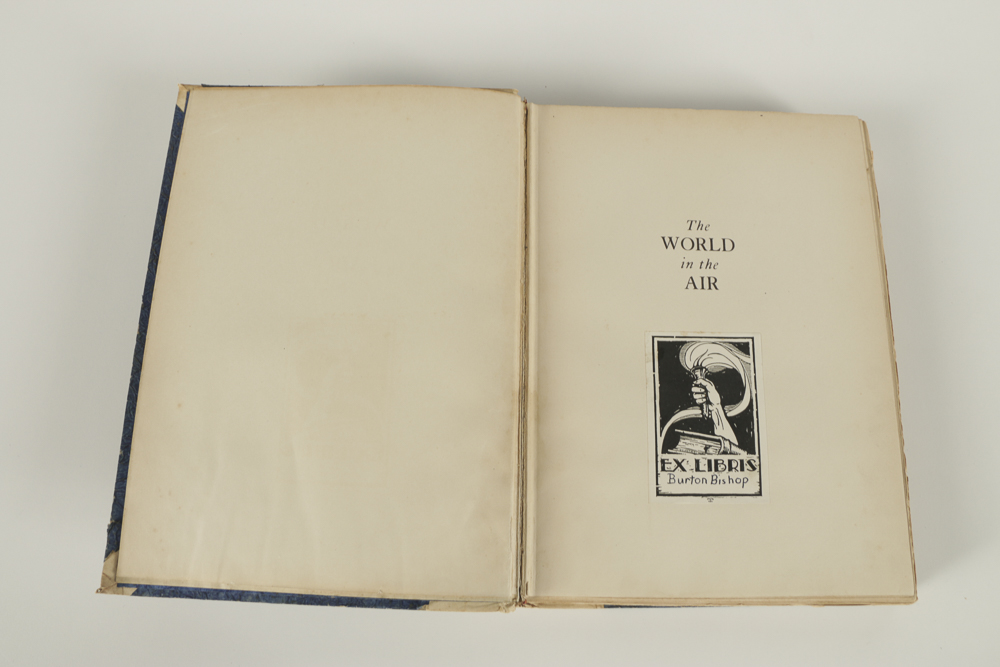 The
WORLD
in the
AIR
EX LIBRIS
Burton Bishop